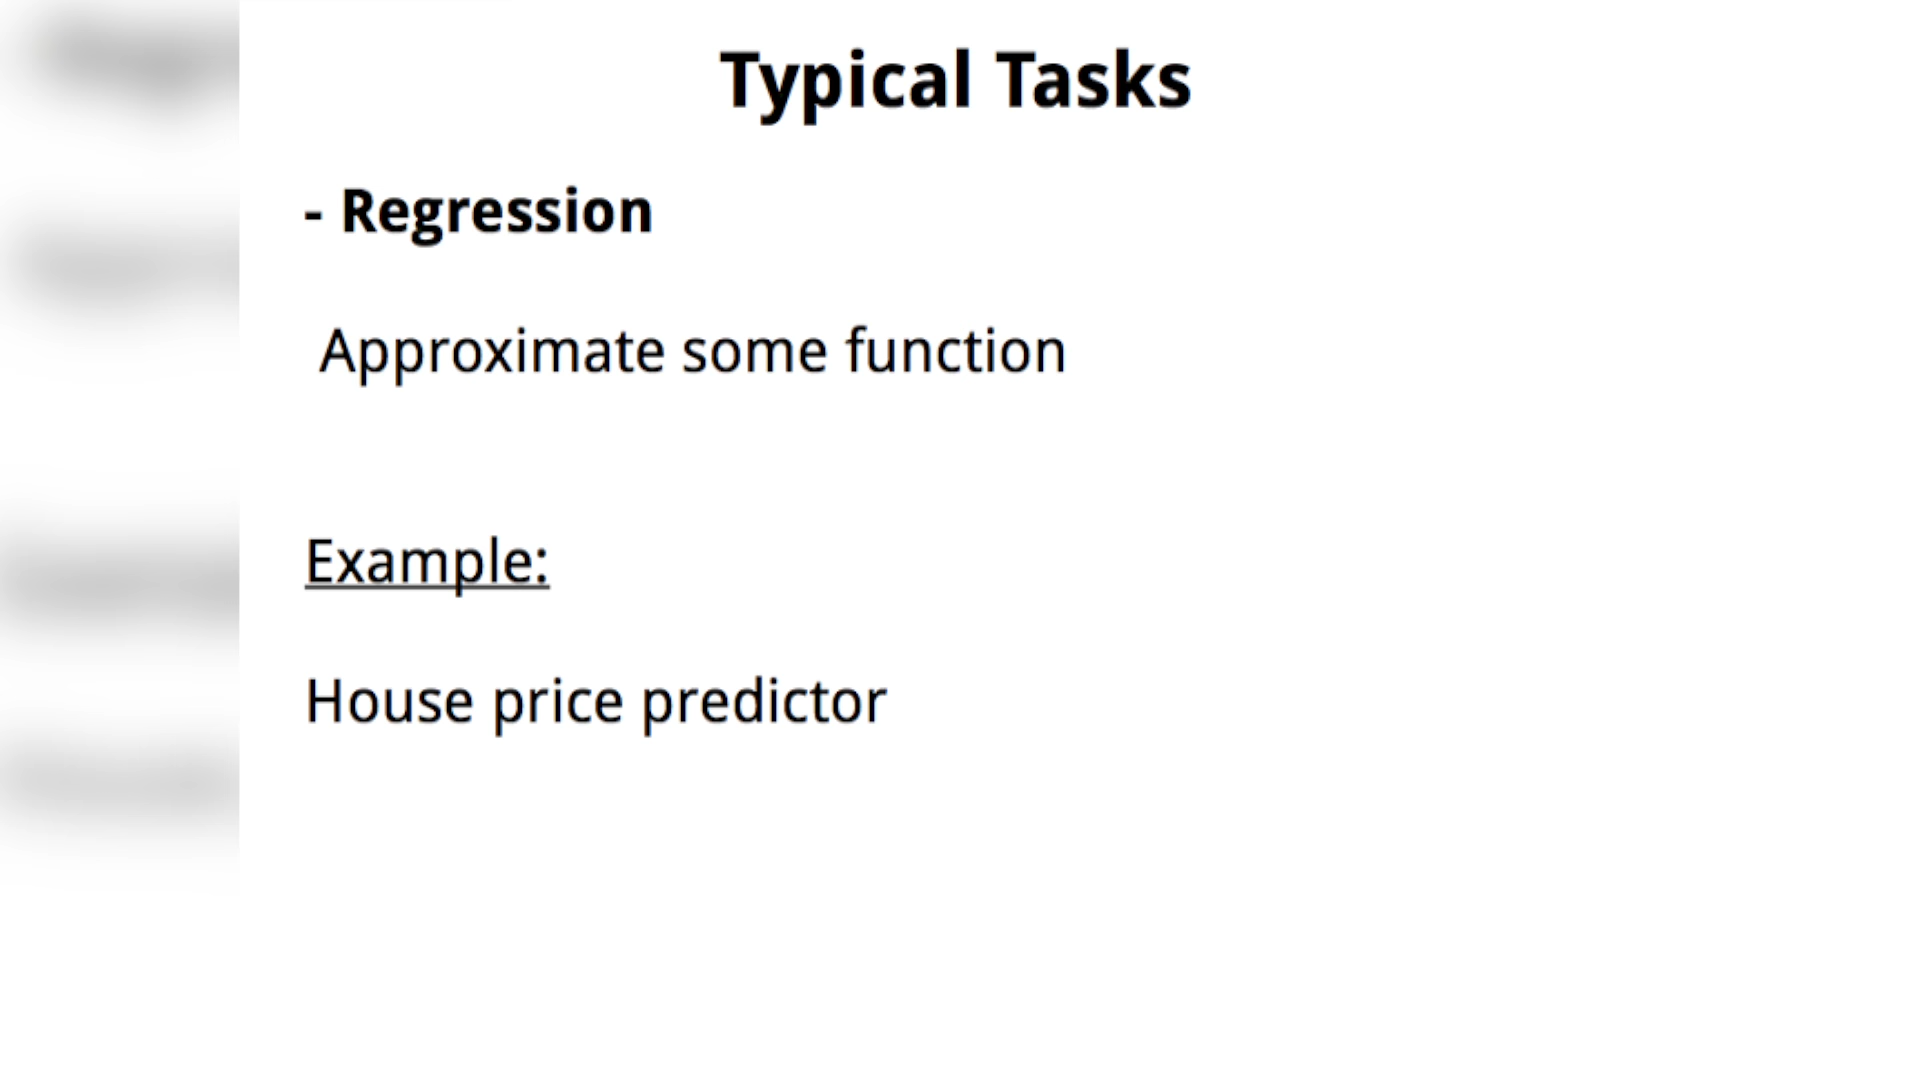 Typical Tasks
- Regression
Approximate some function
Example:
House price predictor